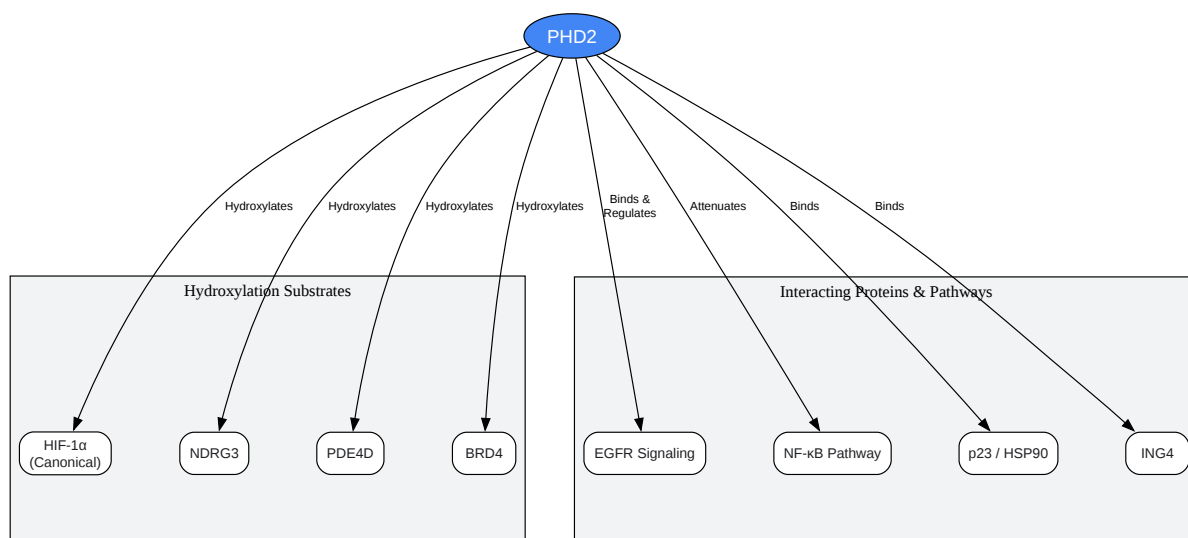 PHD2
Hydroxylates
Hydroxylates
Hydroxylates
Hydroxylates
Binds &
Regulates
Attenuates
Binds
Binds
Hydroxylation Substrates
Interacting Proteins & Pathways
HIF-1α
(Canonical)
NDRG3
PDE4D
BRD4
EGFR Signaling
NF-κB Pathway
p23 / HSP90
ING4